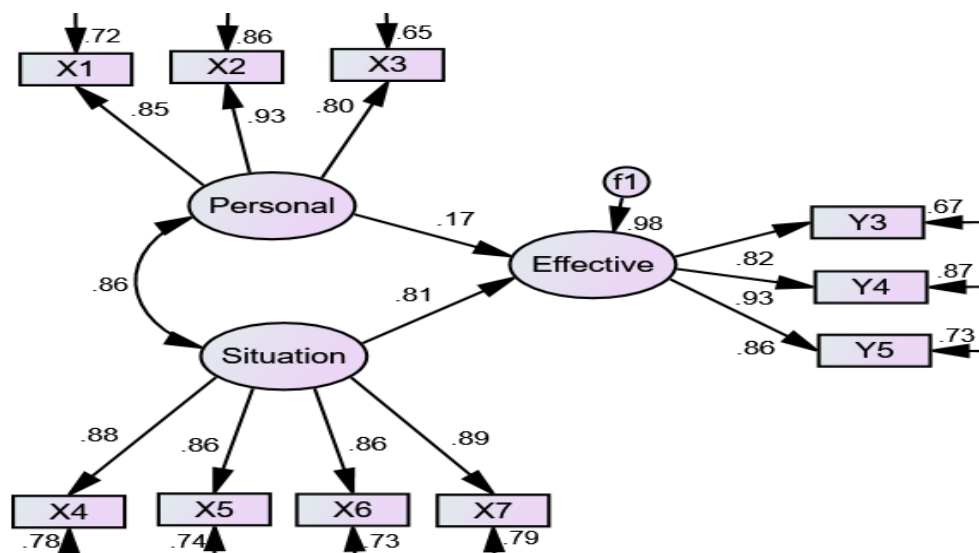 .72
.86
.65
X1
X2
X3
.85
.93
.80
Personal
f1
.17
.98
.67
Y3
Effective
.82
.86
.87
Y4
.81
.93
.73
Situation
.86
Y5
.88
.86
.86
.89
X4
X5
X6
X7
.78
.74
.73
.79